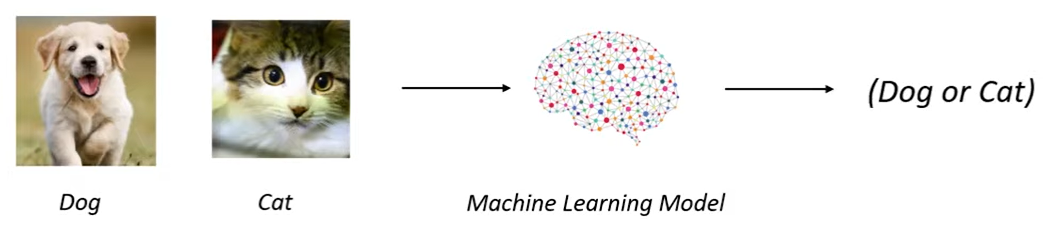 (Dog or Cat)
Dog
Cat
Machine Learning Model